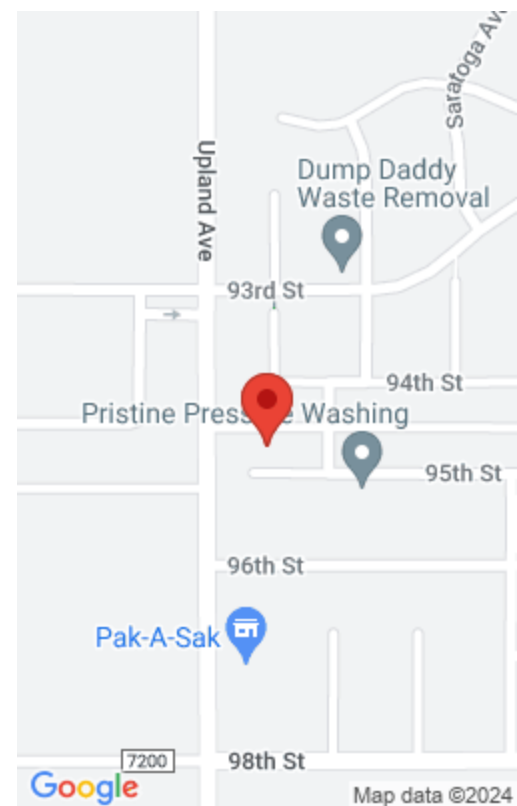 Saratoga Ave
Upland Ave
Dump Daddy
Waste Removal
93rd St
94th St
Pristine Washing
95th St
96th St
Pak-A-Sak
7200
98th St
Google
Map data ©2024